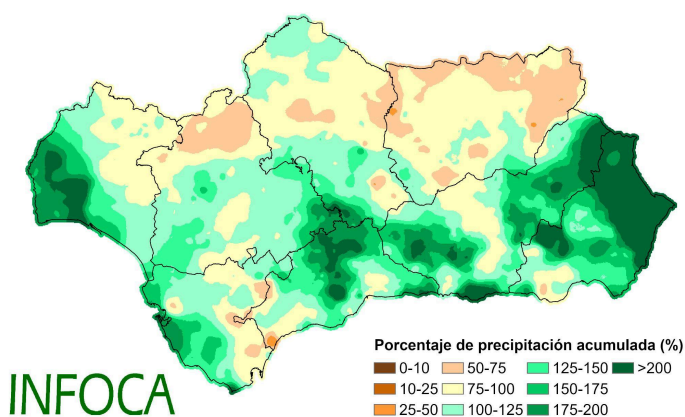 Porcentaje de precipitación acumulada (%)
0-10 50-75 125-150 >200
10-25 75-100 150-175
25-50 100-125 175-200
INFOCA